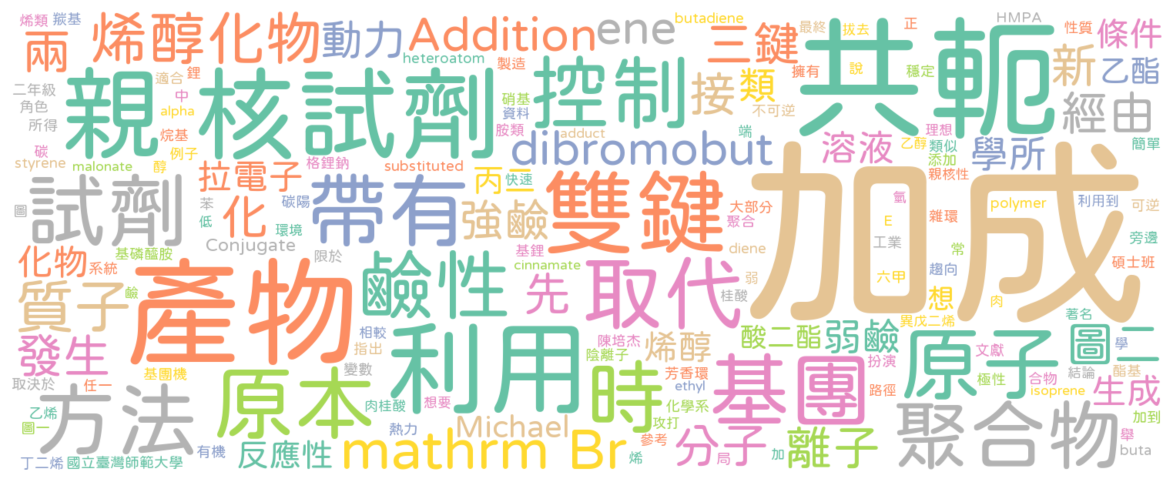 烯類 羰基 兩 烯醇化物 動力 Addition ene butadiene 三鍵 最終 拔去 正 共軛 HMPA 性質 條件
二年級 角色 所得 親核試劑 heteroatom 製造 控制 接 類 擁有 說 穩定 新 鋰 乙酯
適合 鋰 中 alpha 硝基 資料 胺類 adduct 不可逆 經由
碳 烷基 例子 dibromobut 端 溶液 乙醇 理想 類似 添加 學所 簡單
styrene malonate 醇 拉電子 格鋰鈉 substituted 丙二 快速 親核性
試劑 圖 化 苯 低 碳陽 環境 帶有 強鹼 雙鍵 大部分 聚合 加成 氫 雜環 polymer 利用到 可逆
Conjugate 基鋰 diene E 工業 常 旁邊
化物 系統 基磷醯胺 限於 鹼性 cinnamate 先 取代 弱 桂酸 六甲 趨向 想 肉 碩士班
質子 鹼 產物 異戊二烯 著名
發生 相較 指出 利用 陳培杰 陰離子 烯醇 酸二酯 弱鹼 原子 圖二 學
取決於 任一 基團機 變數 芳香環 時 基團 扮演 文獻 結論 酯基
乙烯 圖一 方法 原本 肉桂酸 想要 ethyl 化學系 路徑 極性 合物 isoprene 生成
Michael 攻打 聚合物 加到 舉
丁二烯 國立臺灣師範大學 有機 反應性 熱力 mathrm Br 參考 烯 分子 局 加 離子 buta